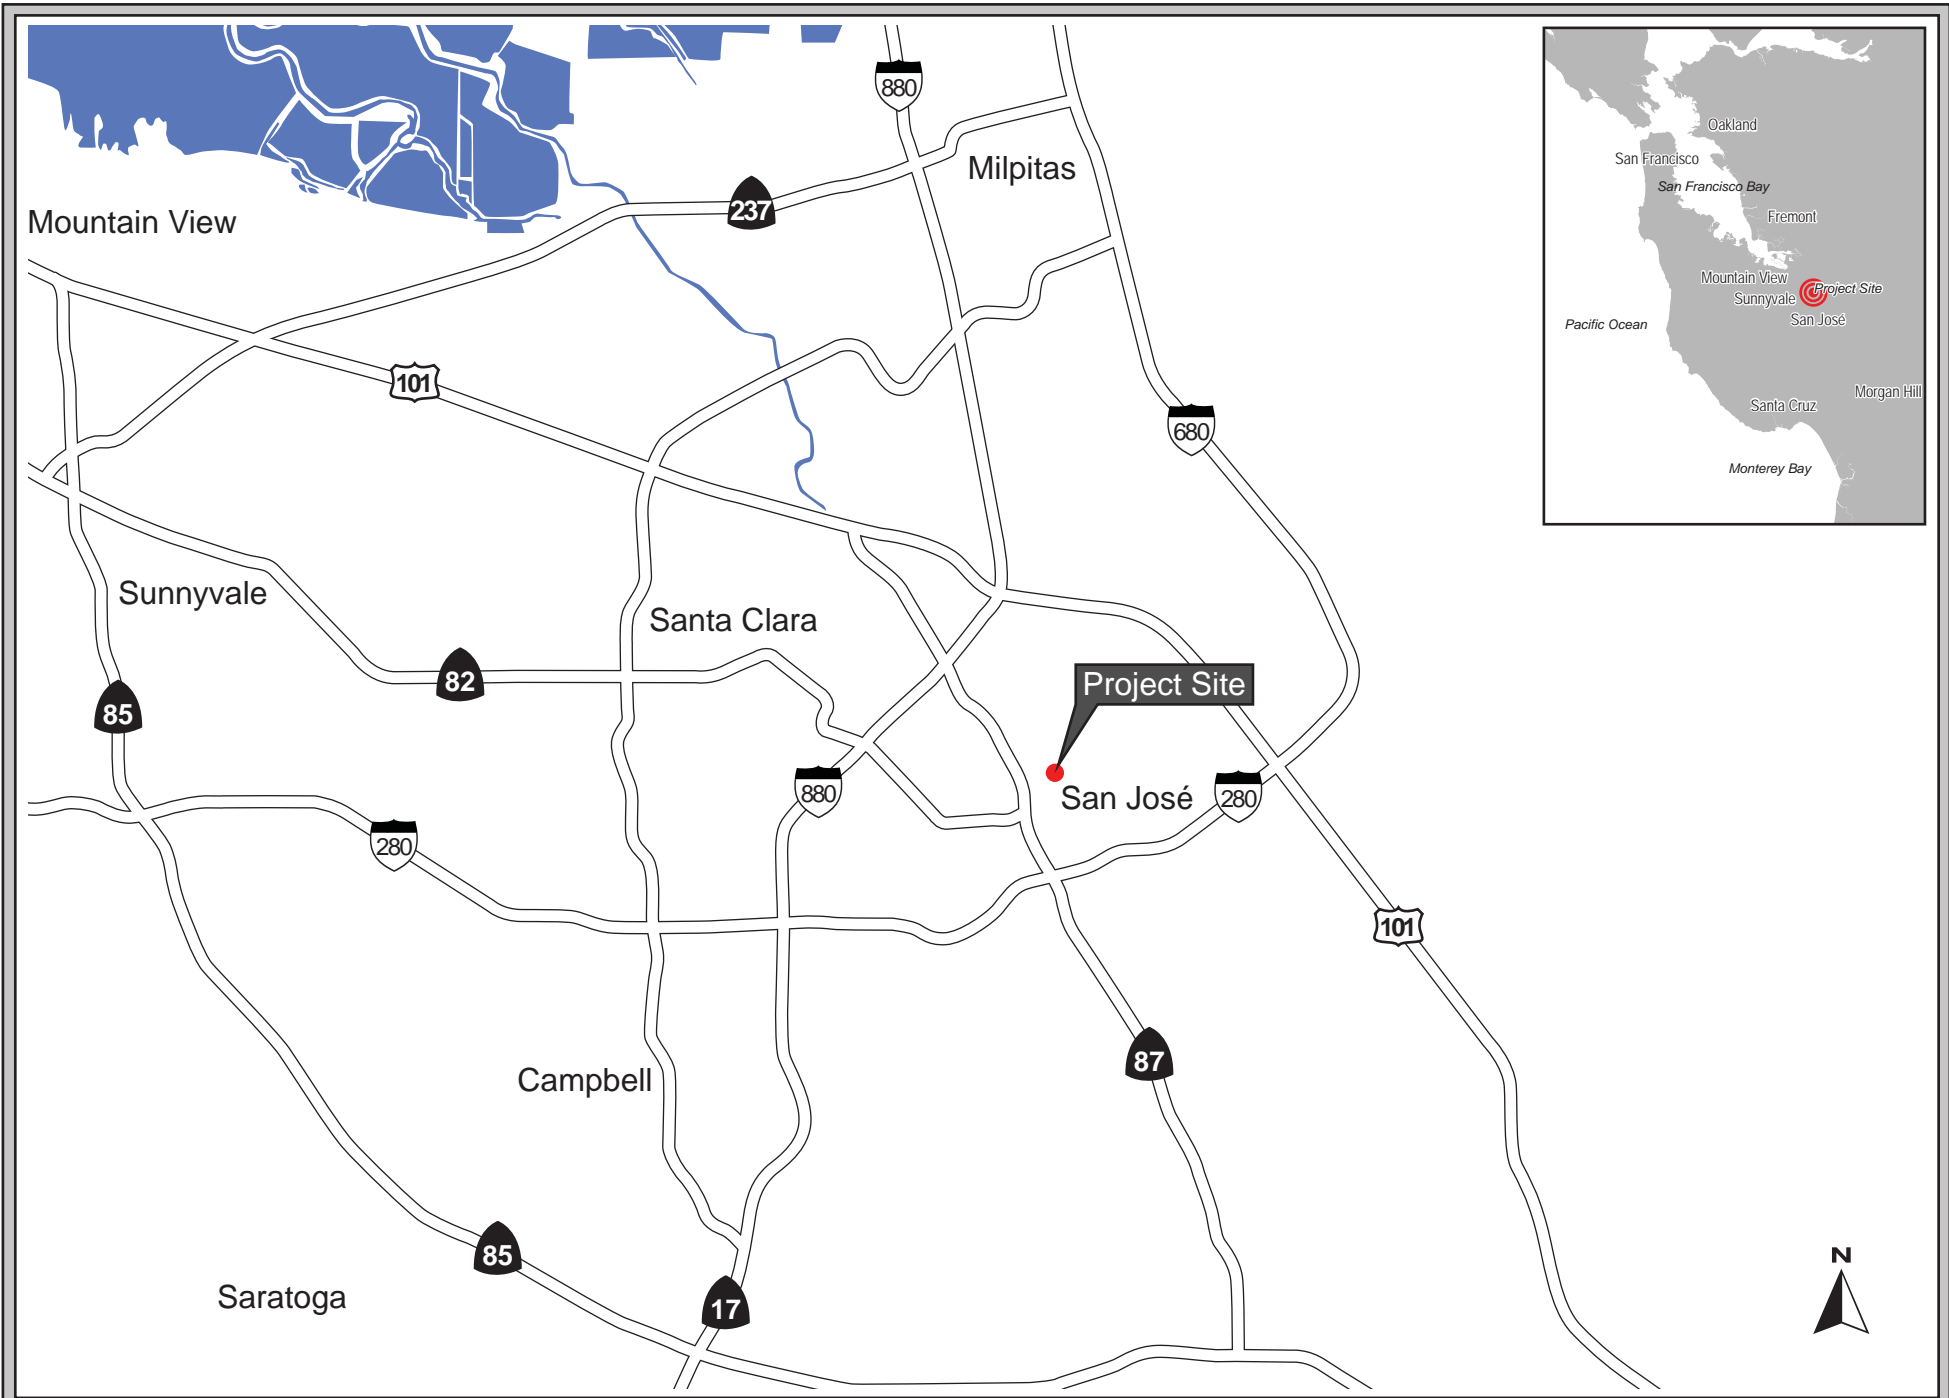 880
Milpitas
237
Mountain View
101
680
Sunnyvale
Santa Clara
82
85
Project Site
880
San José
280
280
101
Campbell
87
85
Saratoga
17
N
Oakland
San Francisco
San Francisco Bay
Fremont
Mountain View
Project Site
Sunnyvale
San José
Pacific Ocean
Morgan Hill
Santa Cruz
Monterey Bay